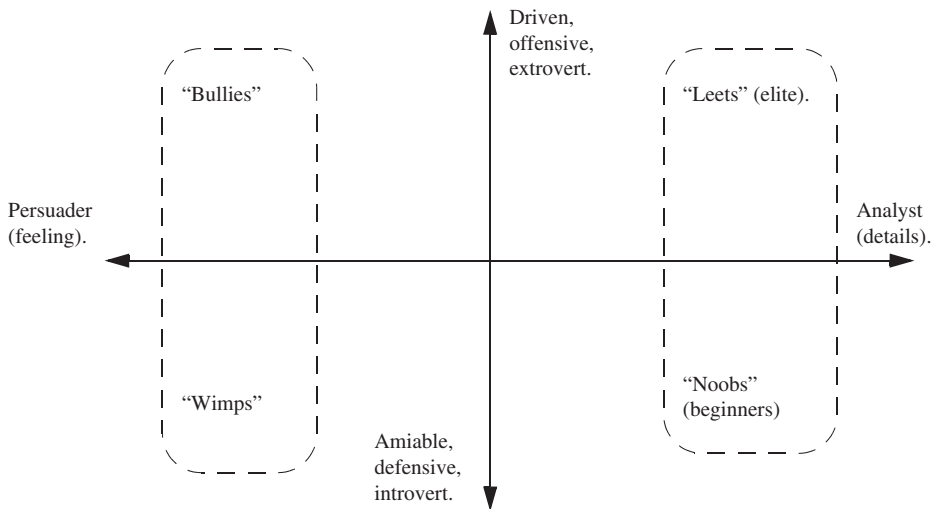 Driven,
offensive,
extrovert.
“Bullies”
“Leets” (elite).
Persuader
(feeling).
Analyst
(details).
“Wimps”
“Noobs”
(beginners)
Amiable,
defensive,
introvert.